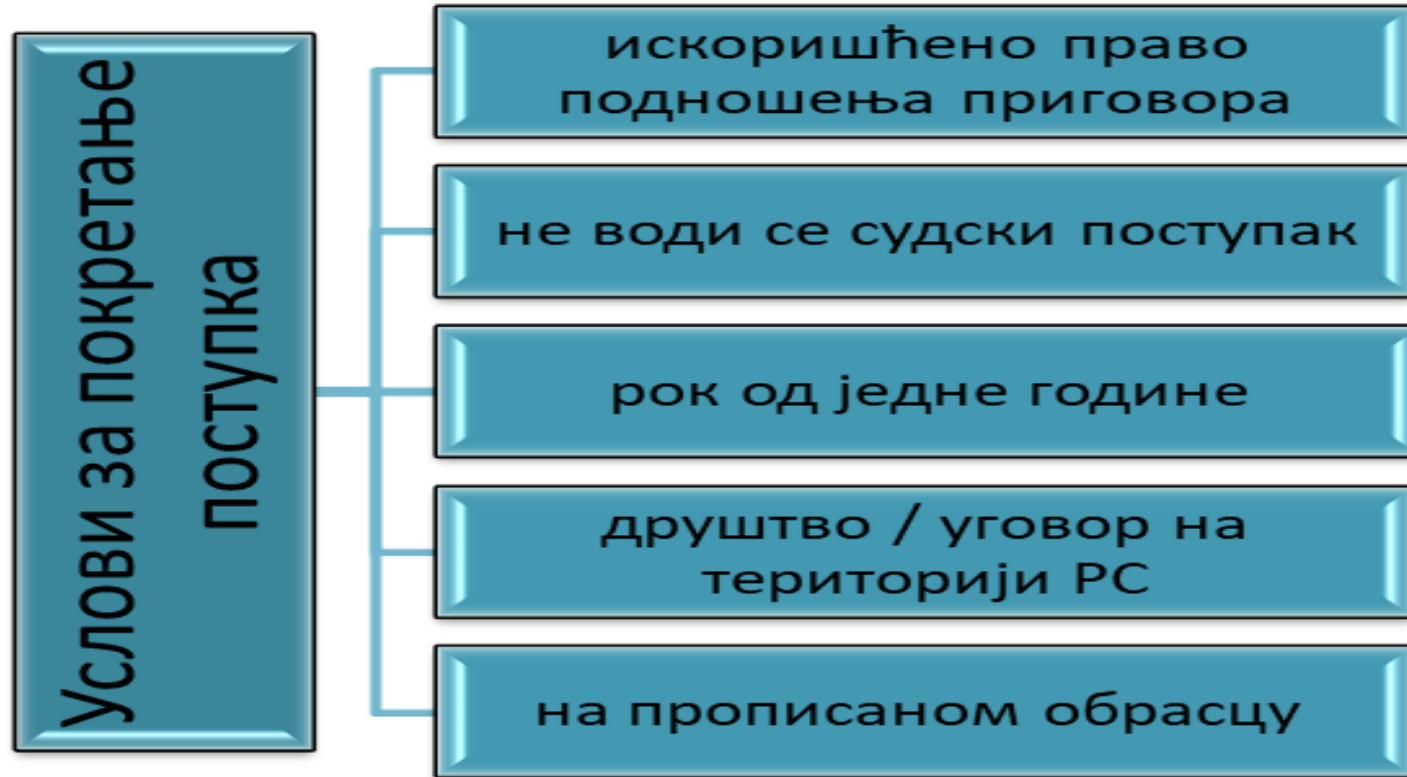 Услови за покретање
поступка
искоришћено право
подношења приговора
не води се судски поступак
рок од једне године
друштво / уговор на
територији РС
на прописаном обрасцу